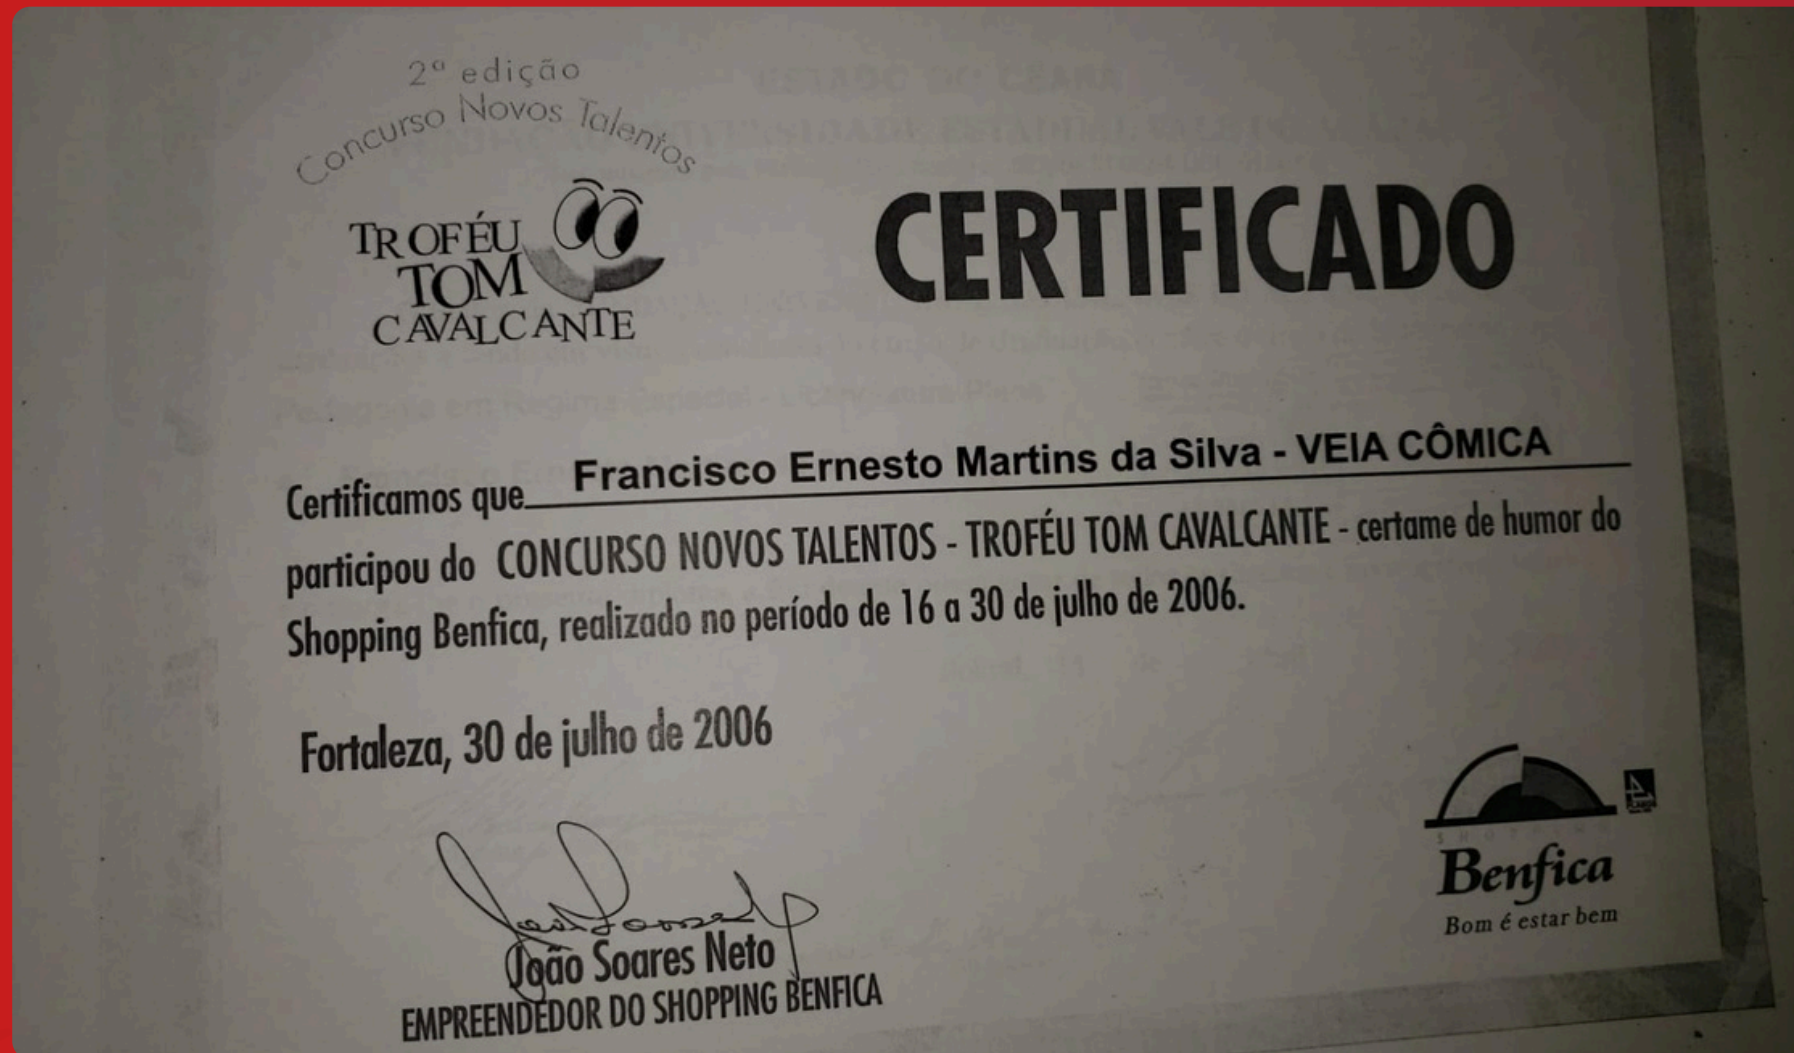 2ª edição
Concurso Novos Talentos
TROFÉU
TOM
CAVALCANTE
CERTIFICADO
Certificamos que Francisco Ernesto Martins da Silva - VEIA CÔMICA
participou do CONCURSO NOVOS TALENTOS - TROFÉU TOM CAVALCANTE - certame de humor do
Shopping Benfica, realizado no período de 16 a 30 de julho de 2006.
Fortaleza, 30 de julho de 2006
João Soares Neto
EMPREENDEDOR DO SHOPPING BENFICA
SHOPPING
Benfica
Bom é estar bem